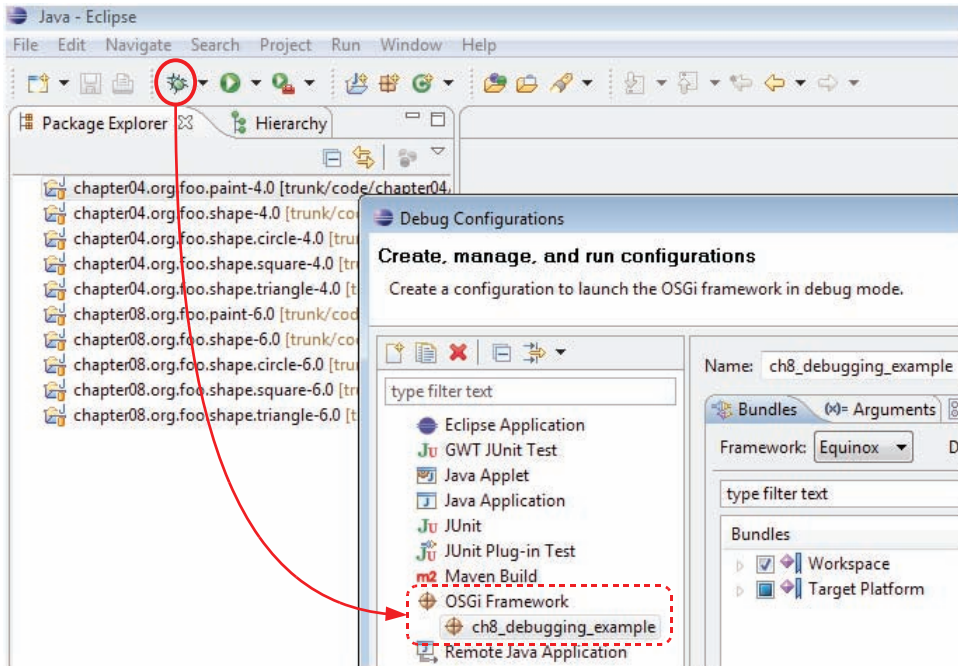 Java - Eclipse
File Edit Navigate Search Project Run Window Help
Package Explorer Hierarchy
chapter04.org.foo.paint-4.0 [trunk/code/chapter04.
chapter04.org.foo.shape-4.0 [trunk/co
chapter04.org.foo.shape.circle-4.0 [tru
chapter04.org.foo.shape.square-4.0 [tr
chapter04.org.foo.shape.triangle-4.0 [t
chapter08.org.foo.paint-6.0 [trunk/cod
chapter08.org.foo.shape-6.0 [trunk/cou
chapter08.org.foo.shape.circle-6.0 [tru
chapter08.org.foo.shape.square-6.0 [tr
chapter08.org.foo.shape.triangle-6.0 [t
Debug Configurations
Create, manage, and run configurations
Create a configuration to launch the OSGi framework in debug mode.
type filter text
Eclipse Application
Ju GWT JUnit Test
Java Applet
J Java Application
Ju JUnit
Ju JUnit Plug-in Test
m2 Maven Build
OSGi Framework
ch8_debugging_example
Remote Java Application
Name: ch8_debugging_example
Bundles (x)= Arguments
Framework: Equinox D
type filter text
Bundles
Workspace
Target Platform